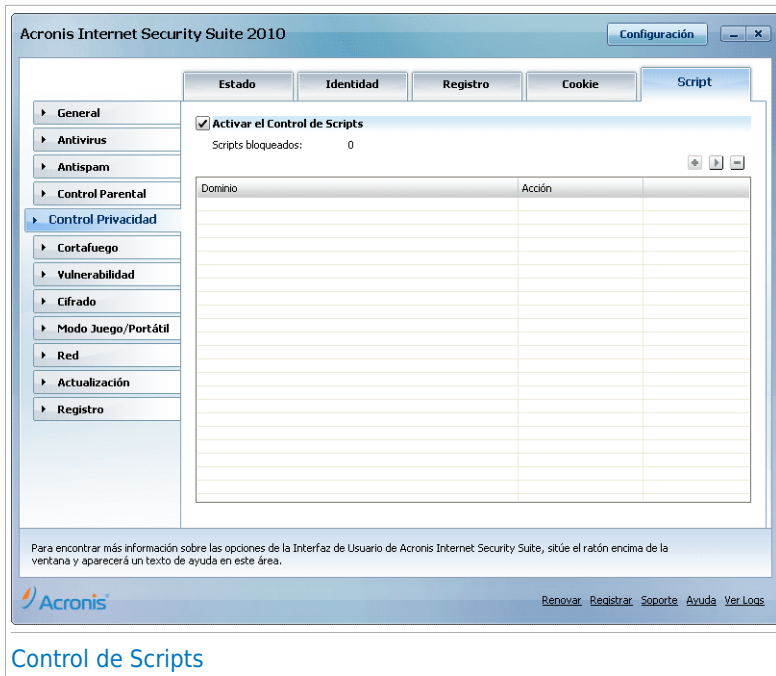 Acronis Internet Security Suite 2010
Configuración
Estado
Identidad
Registro
Cookie
Script
General
Antivirus
Antispam
Control Parental
Control Privacidad
Cortafuego
Vulnerabilidad
Cifrado
Modo Juego/Portátil
Red
Actualización
Registro
Activar el Control de Scripts
Scripts bloqueados: 0
Dominio
Acción
Para encontrar más información sobre las opciones de la Interfaz de Usuario de Acronis Internet Security Suite, sitúe el ratón encima de la
ventana y aparecerá un texto de ayuda en este área.
Acronis
Renovar Registrar Soporte Ayuda Ver Logs
Control de Scripts